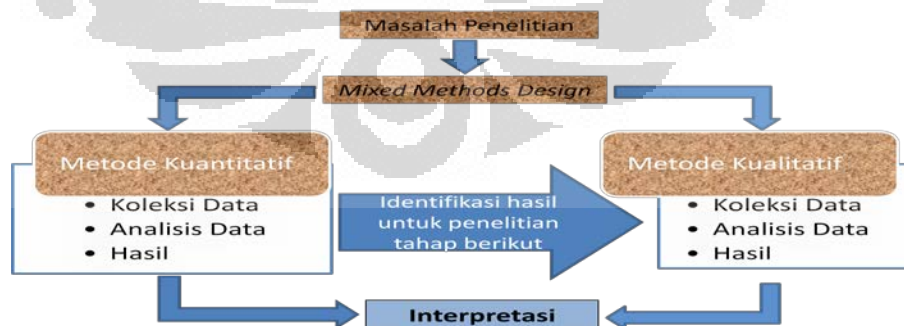 Masalah Penelitian
Mixed Methods Design
Metode Kuantitatif
• Koleksi Data
• Analisis Data
• Hasil
Identifikasi hasil
untuk penelitian
tahap berikut
Metode Kualitatif
• Koleksi Data
• Analisis Data
• Hasil
Interpretasi